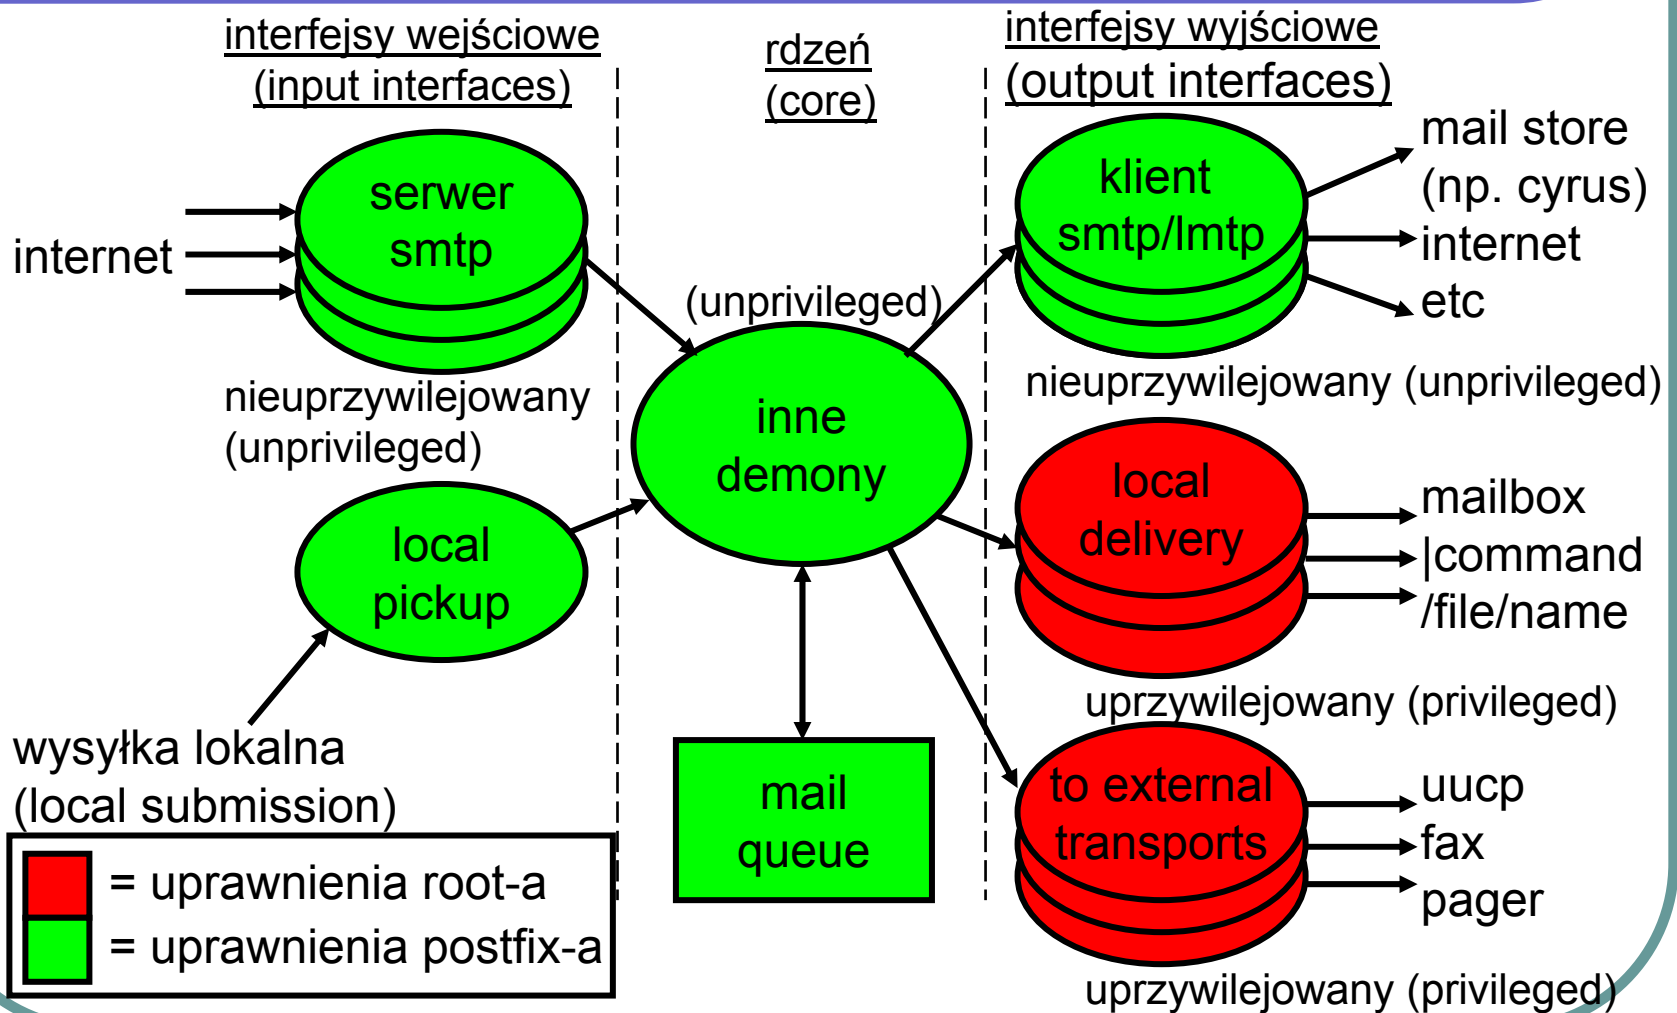 interfejsy wejściowe
(input interfaces)
rdzeń
(core)
interfejsy wyjściowe
(output interfaces)
internet
serwer
smtp
nieuprzywilejowany
(unprivileged)
local
pickup
wysyłka lokalna
(local submission)
(unprivileged)
inne
demony
mail
queue
klient
smtp/lmtp
mail store
(np. cyrus)
internet
etc
nieuprzywilejowany (unprivileged)
local
delivery
mailbox
|command
/file/name
uprzywilejowany (privileged)
to external
transports
uucp
fax
pager
uprzywilejowany (privileged)
= uprawnienia root-a
= uprawnienia postfix-a